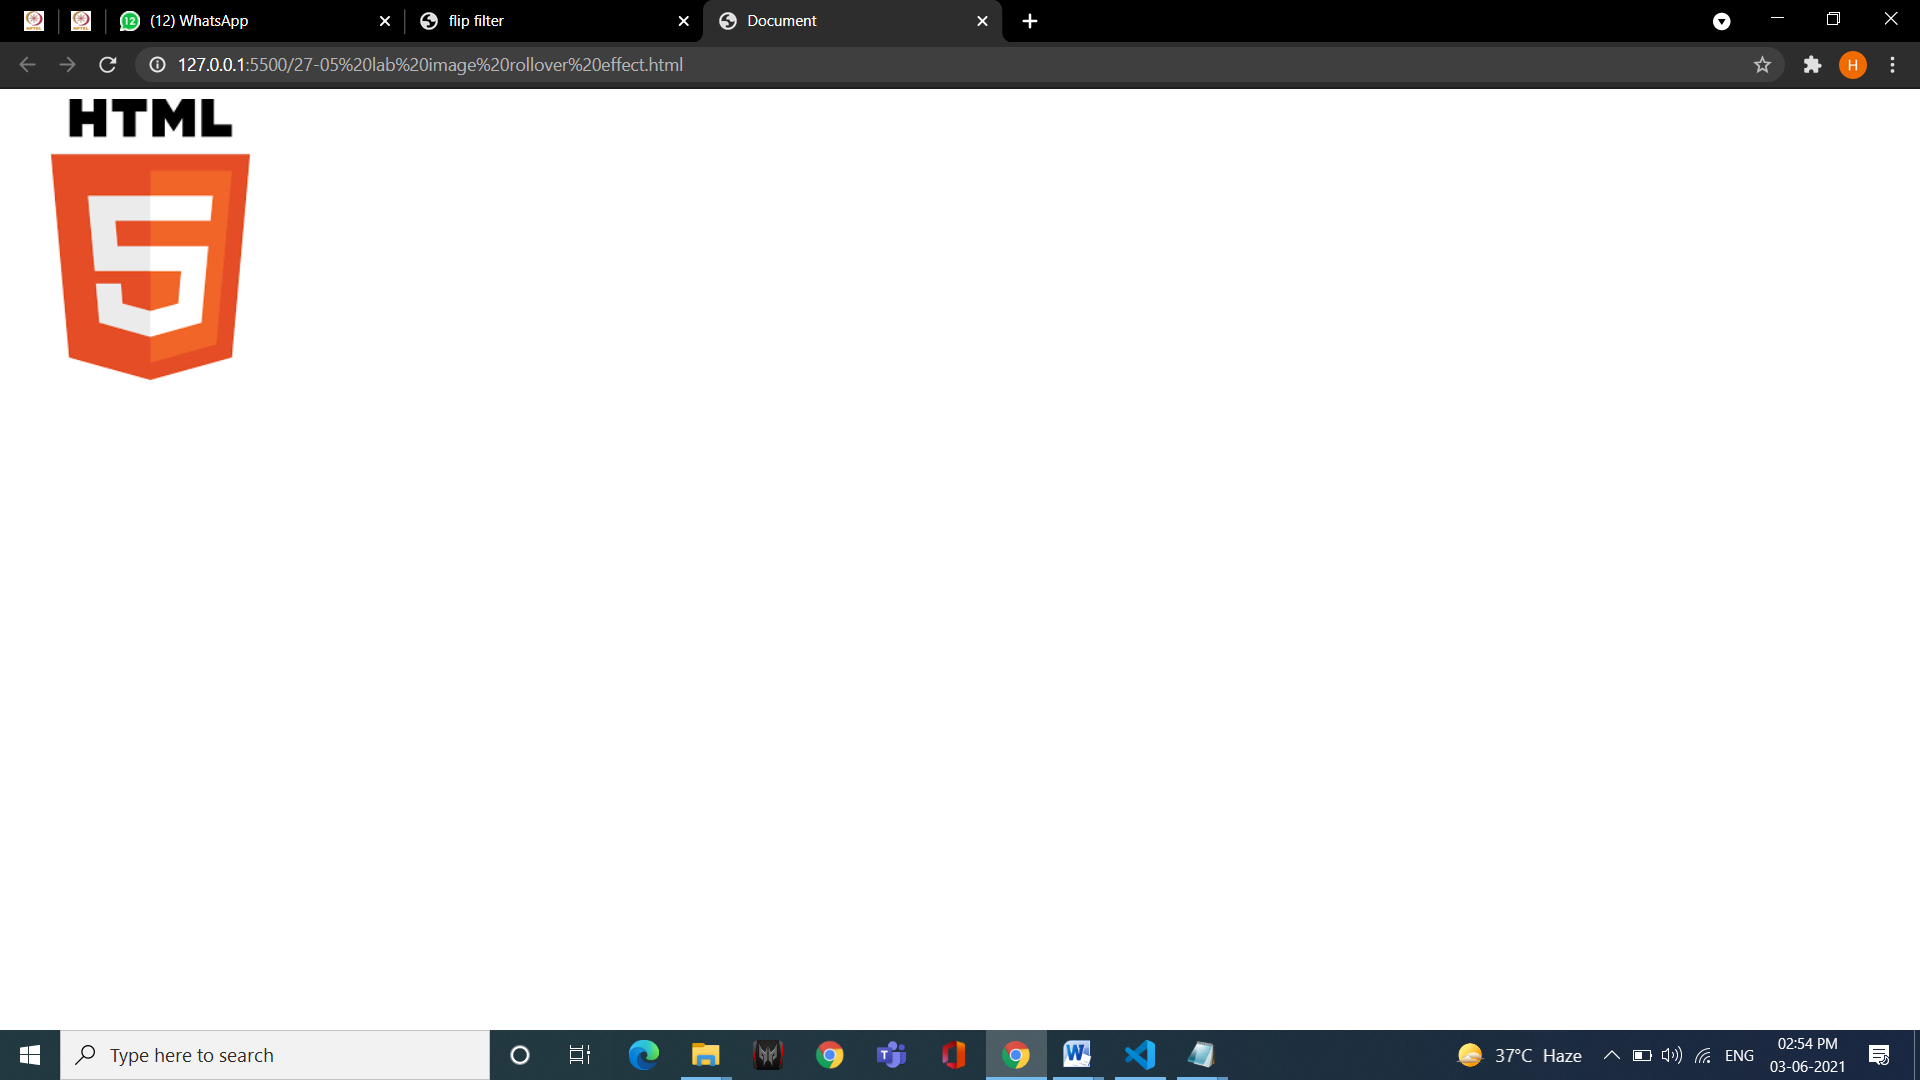 (12) WhatsApp
flip filter
Document
127.0.0.1:5500/27-05%20lab%20image%20rollover%20effect.html
H
HTML
5
Type here to search
37°C Haze
ENG
02:54 PM
03-06-2021